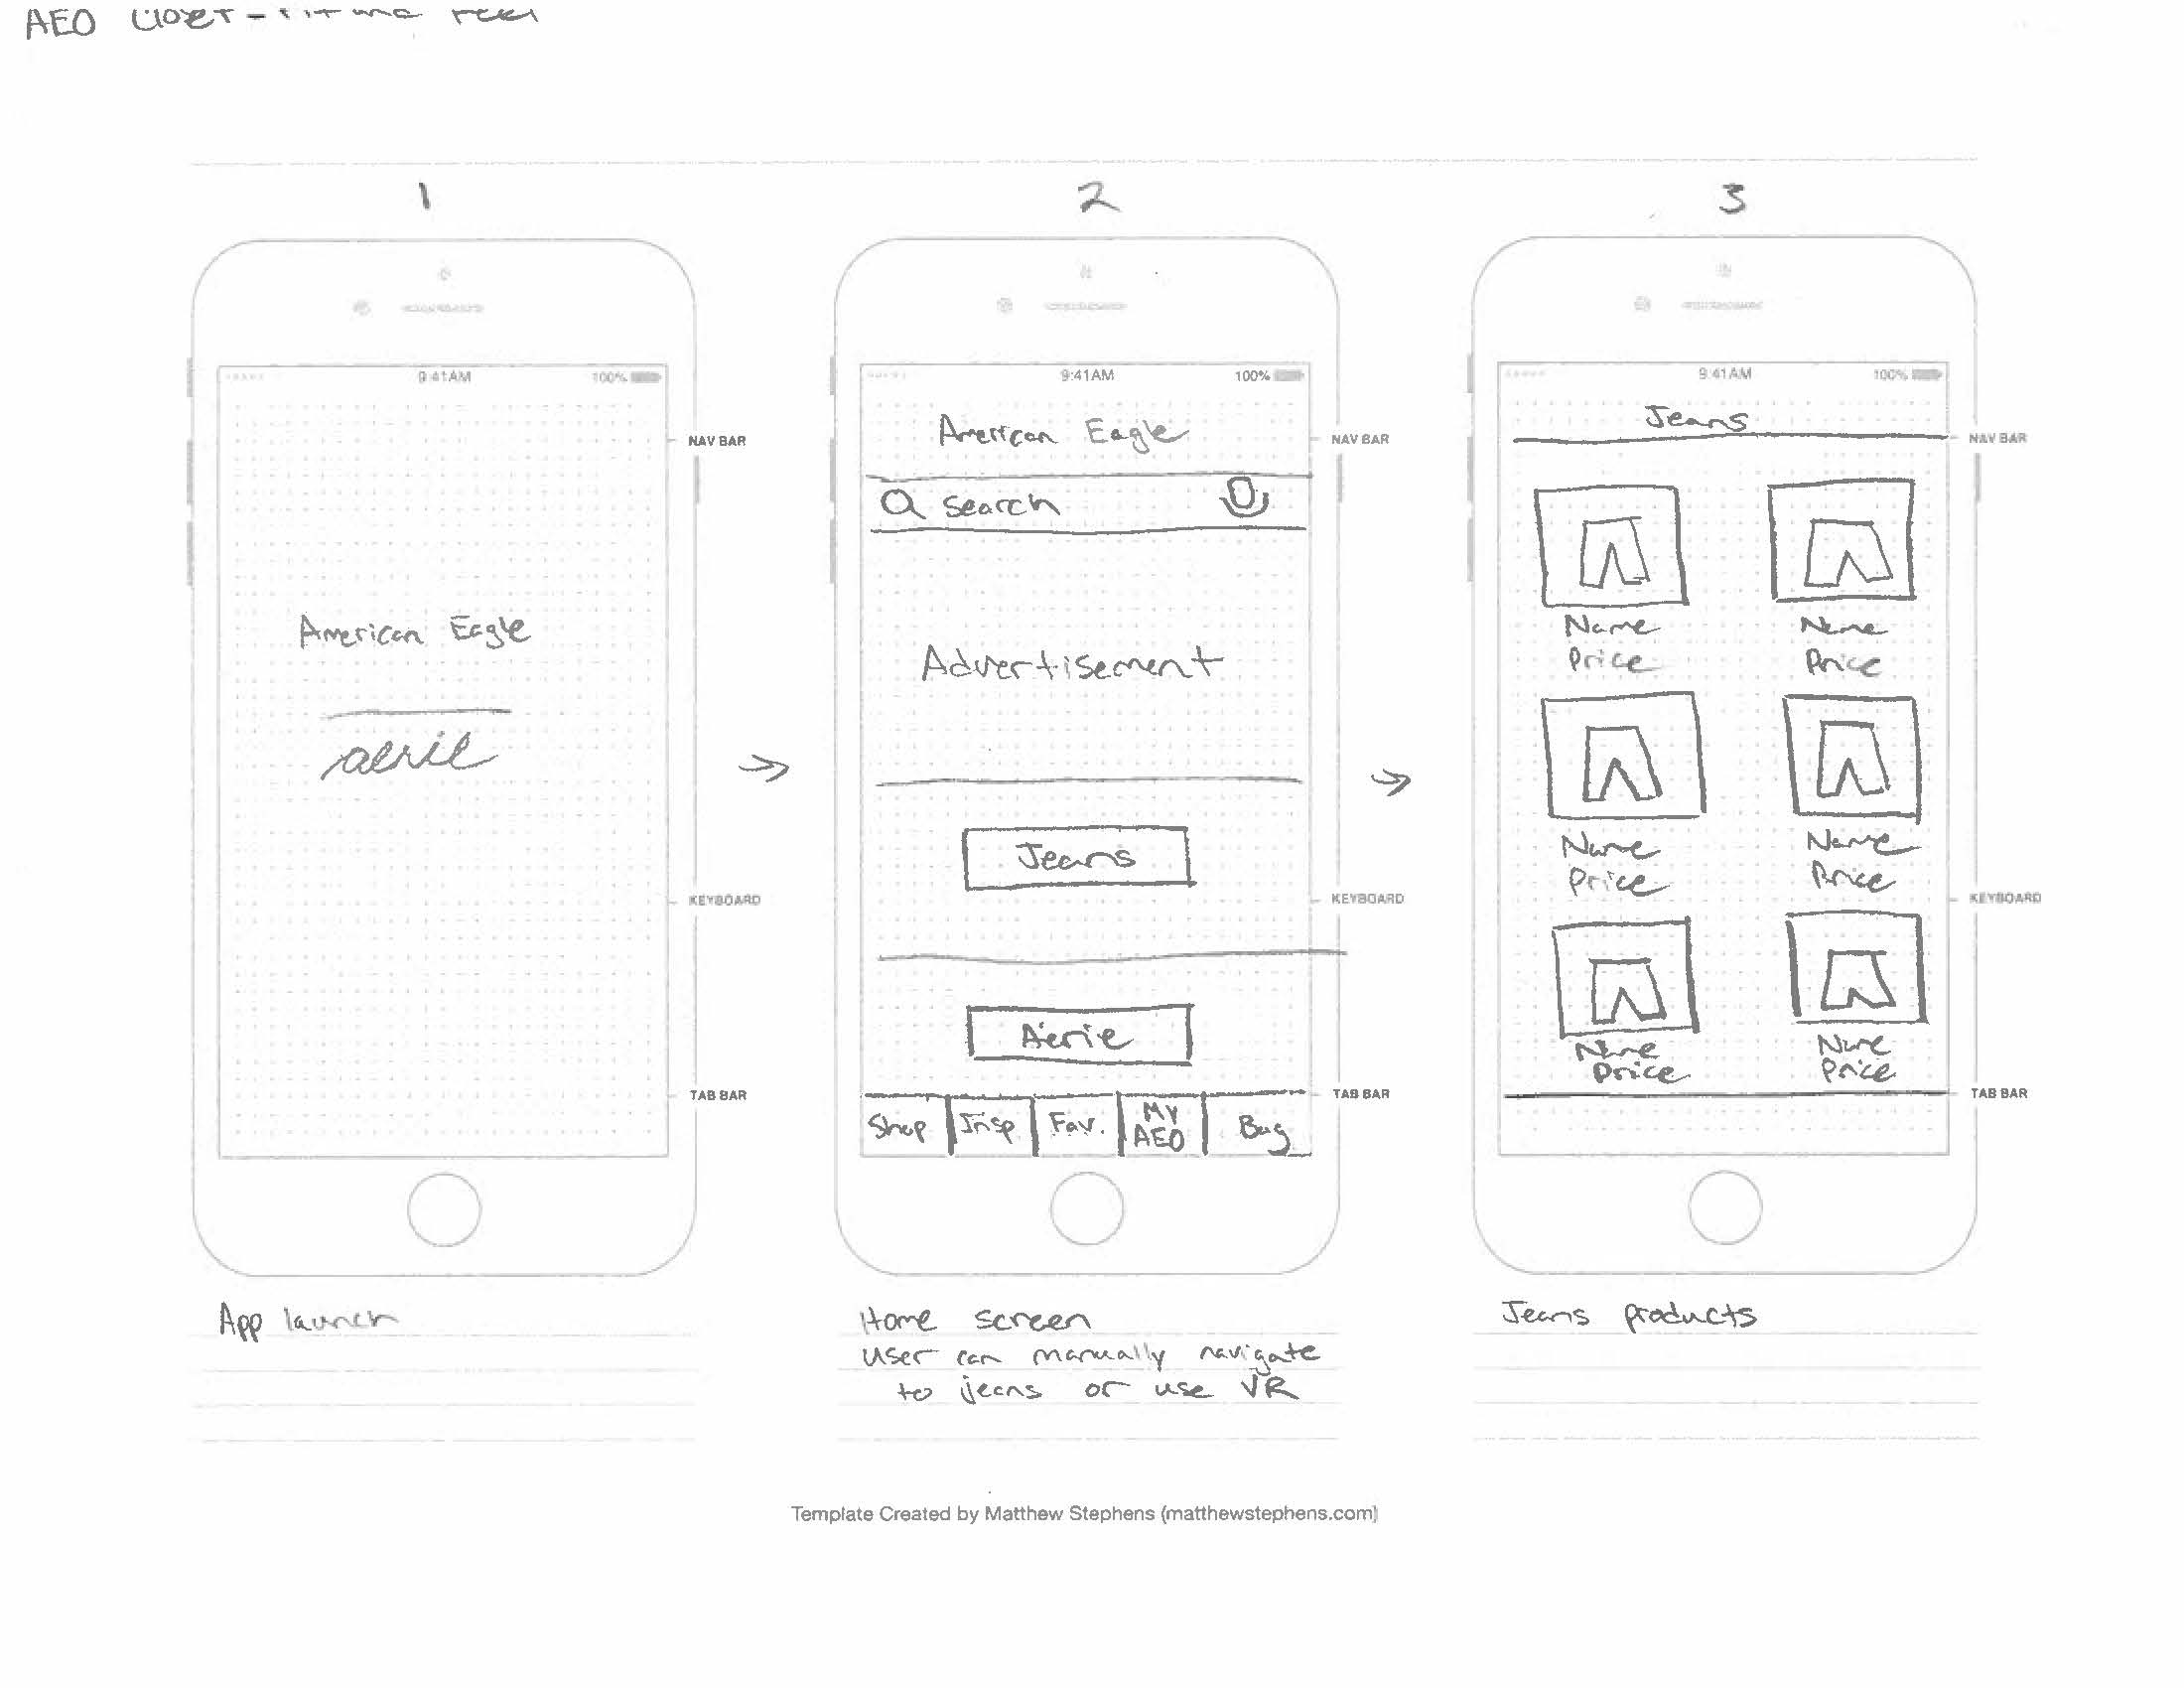 AEO Closet -
1
2
3
9:41AM 100%
American Eagle
aerie
NAV BAR
KEYBOARD
TAB BAR
App launch
9:41AM 100%
American Eagle
Search
Advertisement
Jeans
Aerie
Shop Insp Fav. My AEO Bag
NAV BAR
KEYBOARD
TAB BAR
Home screen
User can manually navigate
to jeans or use VR
9:41AM 100%
Jeans
Name Name
Price Price
Name Name
Price Price
Name Name
Price Price
NAV BAR
KEYBOARD
TAB BAR
Jeans products
Template Created by Matthew Stephens (matthewstephens.com)